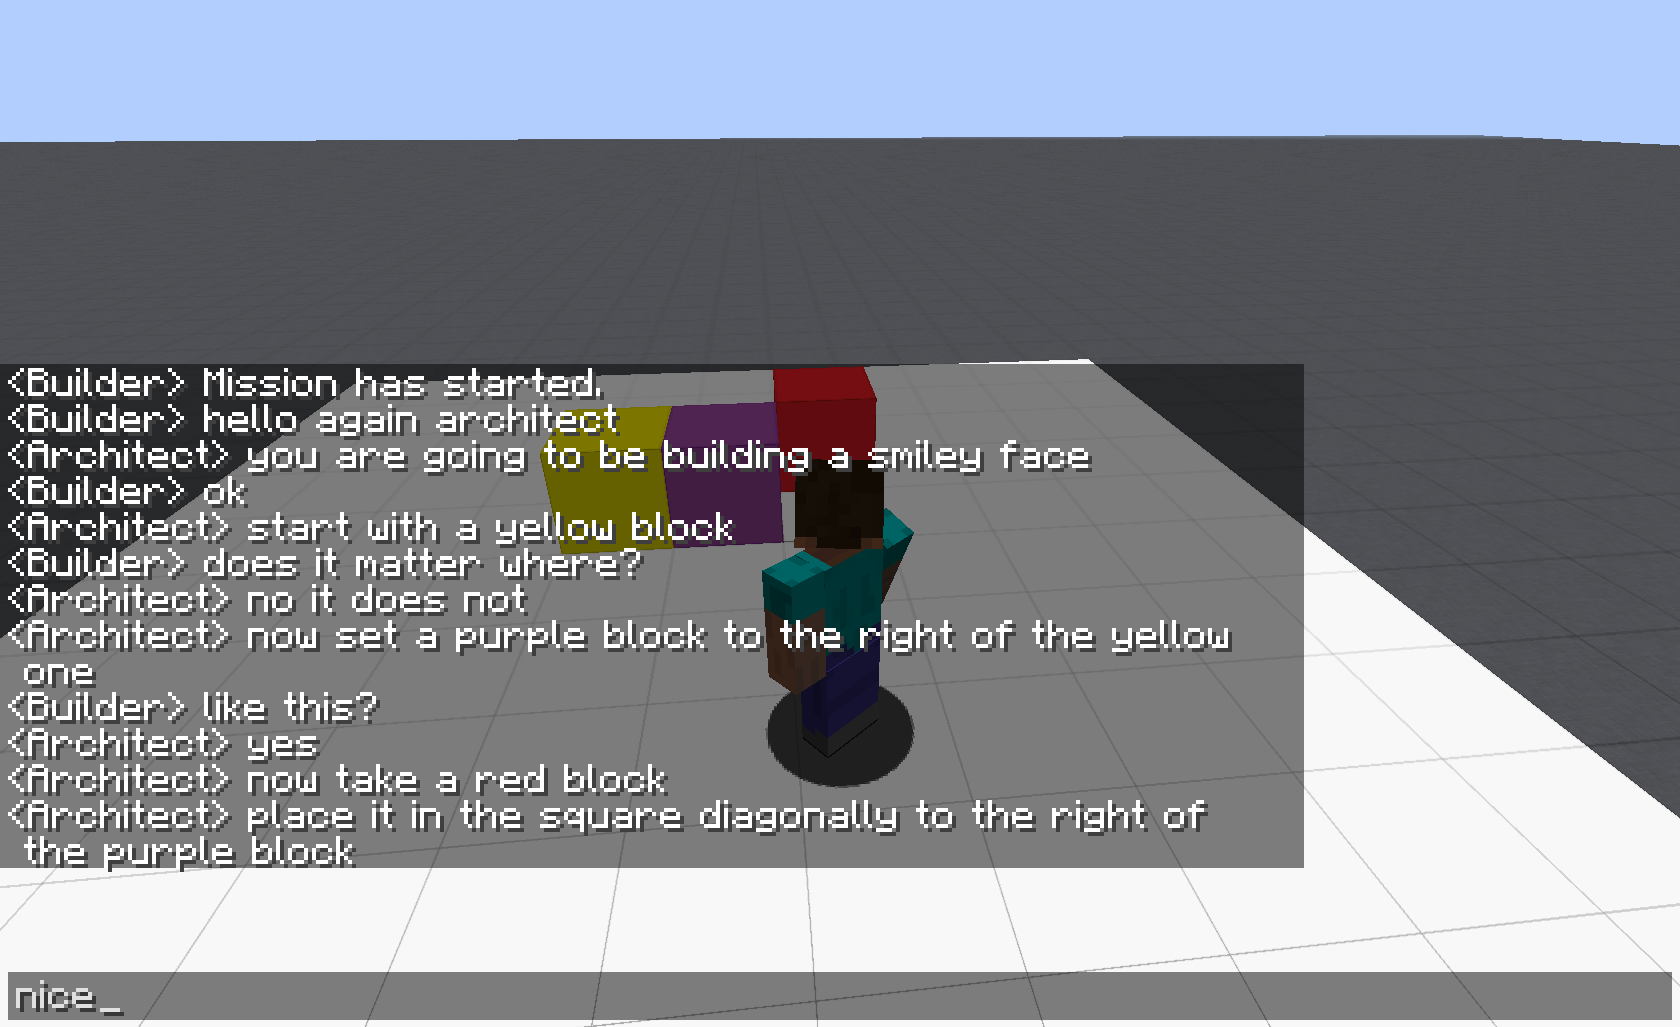 <Builder> Mission has started.
<Builder> hello again architect
<Architect> you are going to be building a smiley face
<Builder> ok
<Architect> start with a yellow block
<Builder> does it matter where?
<Architect> no it does not
<Architect> now set a purple block to the right of the yellow
one
<Builder> like this?
<Architect> yes
<Architect> now take a red block
<Architect> place it in the square diagonally to the right of
the purple block
nice_